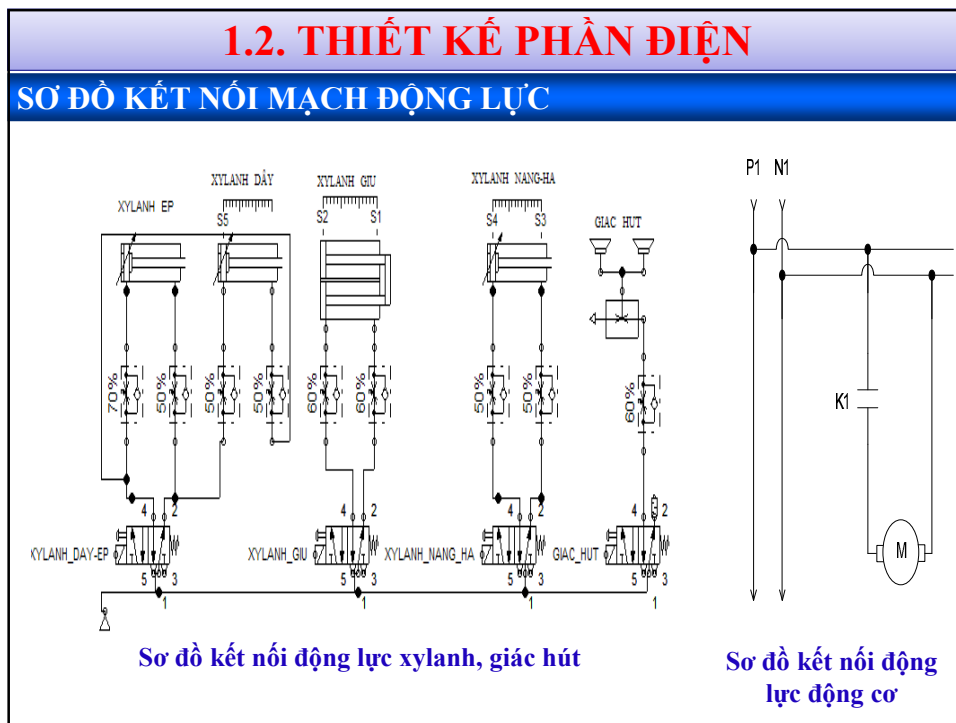 1.2. THIẾT KẾ PHẦN ĐIỆN
SƠ ĐỒ KẾT NỐI MẠCH ĐỘNG LỰC
XYLANH EP
XYLANH DẨY
S5
XYLANH GIU
S2 S1
XYLANH NANG-HA
S4 S3
GIAC HUT
P1 N1
70% 50% 50% 50% 60% 60% 50% 50% 60%
K1
M
4 2 4 2 4 2 4 2
XYLANH_DAY-EP XYLANH_GIU XYLANH_NANG_HA GIAC_HUT
5 3 5 3 5 3 5 3
1 1 1 1
Sơ đồ kết nối động lực xylanh, giác hút
Sơ đồ kết nối động
lực động cơ